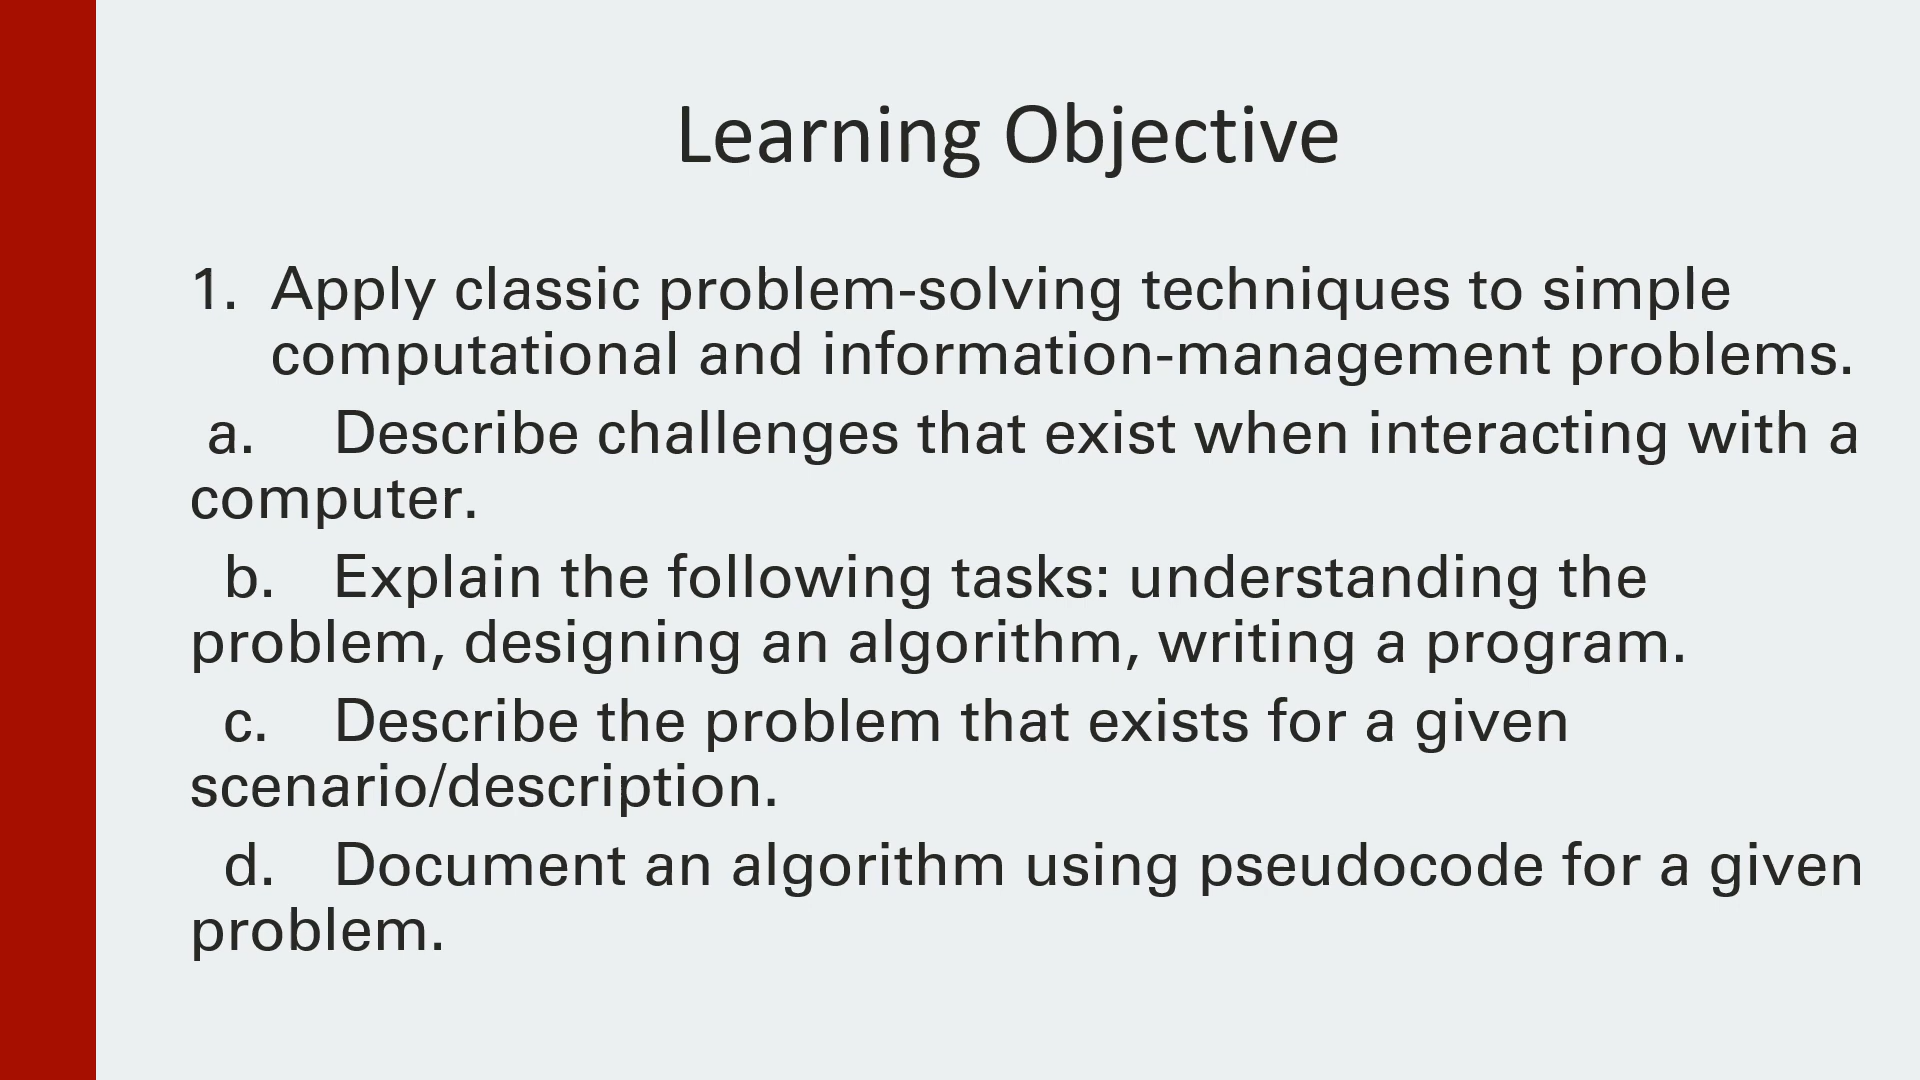 Learning Objective
1. Apply classic problem-solving techniques to simple
computational and information-management problems.
a. Describe challenges that exist when interacting with a
computer.
b. Explain the following tasks: understanding the
problem, designing an algorithm, writing a program.
c. Describe the problem that exists for a given
scenario/description.
d. Document an algorithm using pseudocode for a given
problem.